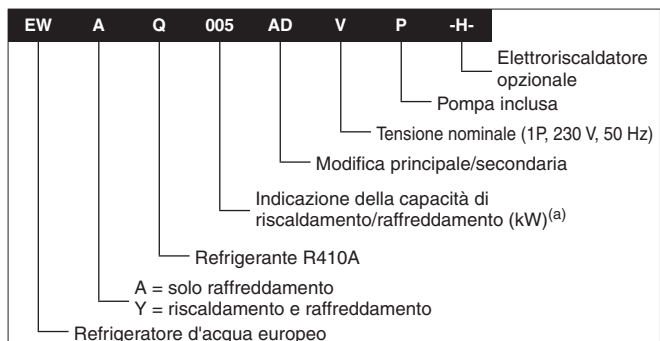 EW A Q 005 AD V P -H-
Elettroriscaldatore
opzionale
Pompa inclusa
Tensione nominale (1P, 230 V, 50 Hz)
Modifica principale/secondaria
Indicazione della capacità di
riscaldamento/raffreddamento (kW)(a)
Refrigerante R410A
A = solo raffreddamento
Y = riscaldamento e raffreddamento
Refrigeratore d'acqua europeo